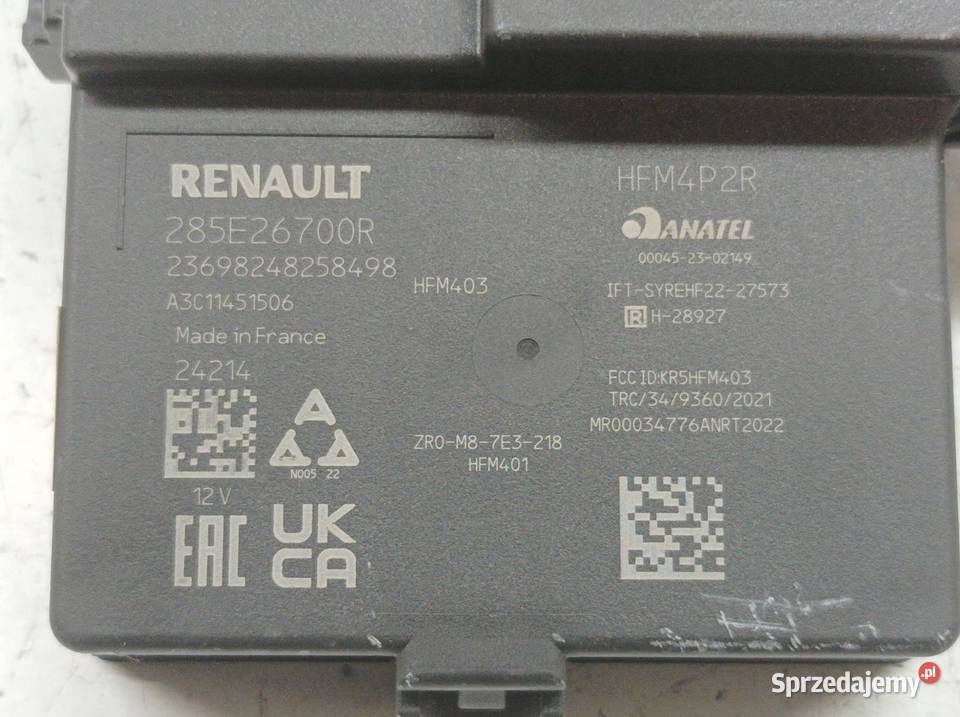 RENAULT
285E26700R
23698248258498
A3C11451506
Made in France
24214
12 V
N005 22
EAC
UK
CA
HFM403
ZR0-M8-7E3-218
HFM401
HFM4P2R
ANATEL
00045-23-02149
IFT-SYREHF22-27573
R H-28927
FCC ID:KR5HFM403
TRC/34/9360/2021
MR00034776ANRT2022
Sprzedajemy.pl